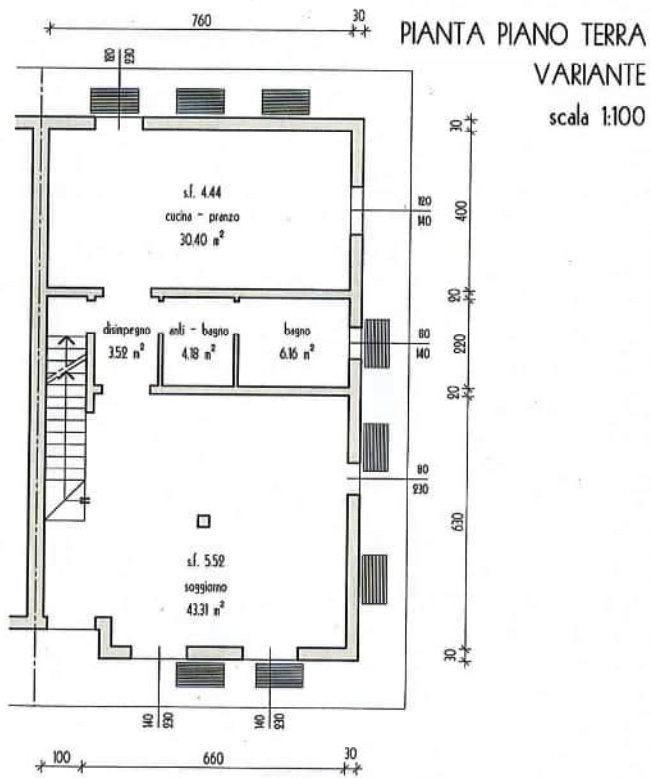 760
30
PIANTA PIANO TERRA
VARIANTE
scala 1:100
120
230
30
s.f. 4.44
cucina - pranzo
30.40 m²
120
140
400
20
disimpegno
3.52 m²
anti - bagno
4.18 m²
bagno
6.16 m²
60
140
220
20
80
230
630
s.f. 5.52
soggiorno
43.31 m²
30
140
230
140
230
100
660
30